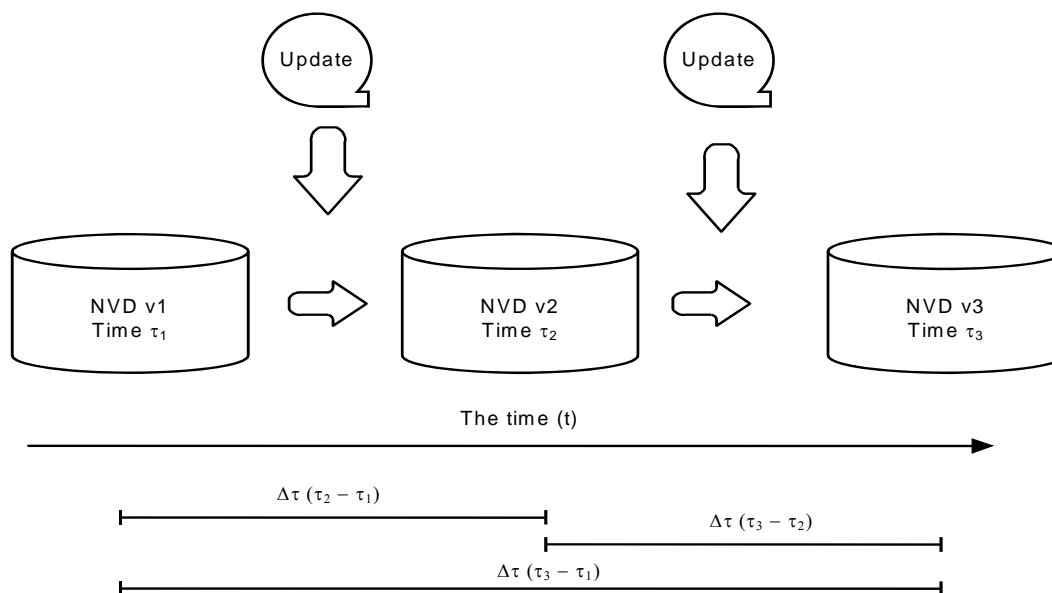 Update
Update
NVD v1
Time τ₁
NVD v2
Time τ₂
NVD v3
Time τ₃
The time (t)
Δτ (τ₂ − τ₁)
Δτ (τ₃ − τ₂)
Δτ (τ₃ − τ₁)